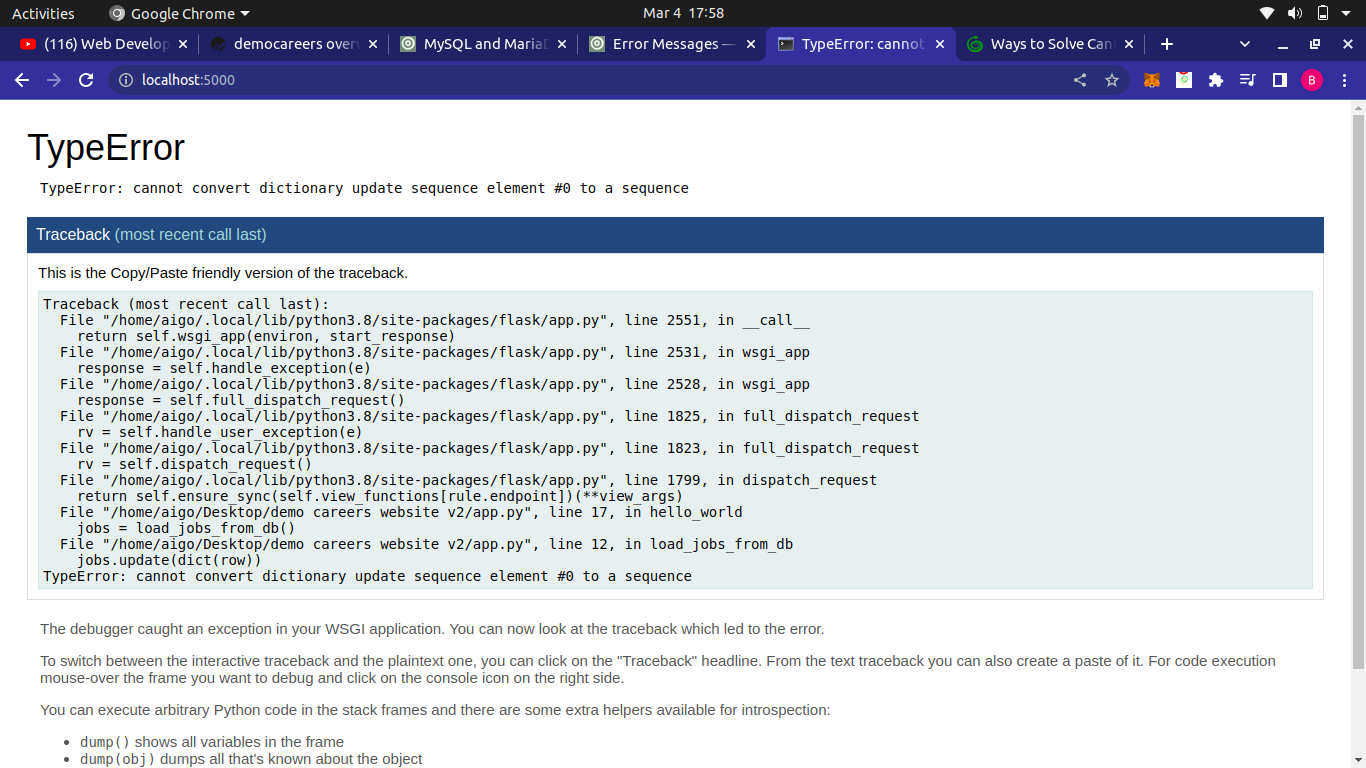 Activities Google Chrome Mar 4 17:58
(116) Web Develop democareers over MySQL and MariaD Error Messages — TypeError: cannot Ways to Solve Can
localhost:5000
B
TypeError
TypeError: cannot convert dictionary update sequence element #0 to a sequence
Traceback (most recent call last)
This is the Copy/Paste friendly version of the traceback.
Traceback (most recent call last):
File "/home/aigo/.local/lib/python3.8/site-packages/flask/app.py", line 2551, in __call__
return self.wsgi_app(environ, start_response)
File "/home/aigo/.local/lib/python3.8/site-packages/flask/app.py", line 2531, in wsgi_app
response = self.handle_exception(e)
File "/home/aigo/.local/lib/python3.8/site-packages/flask/app.py", line 2528, in wsgi_app
response = self.full_dispatch_request()
File "/home/aigo/.local/lib/python3.8/site-packages/flask/app.py", line 1825, in full_dispatch_request
rv = self.handle_user_exception(e)
File "/home/aigo/.local/lib/python3.8/site-packages/flask/app.py", line 1823, in full_dispatch_request
rv = self.dispatch_request()
File "/home/aigo/.local/lib/python3.8/site-packages/flask/app.py", line 1799, in dispatch_request
return self.ensure_sync(self.view_functions[rule.endpoint])(**view_args)
File "/home/aigo/Desktop/demo careers website v2/app.py", line 17, in hello_world
jobs = load_jobs_from_db()
File "/home/aigo/Desktop/demo careers website v2/app.py", line 12, in load_jobs_from_db
jobs.update(dict(row))
TypeError: cannot convert dictionary update sequence element #0 to a sequence
The debugger caught an exception in your WSGI application. You can now look at the traceback which led to the error.
To switch between the interactive traceback and the plaintext one, you can click on the "Traceback" headline. From the text traceback you can also create a paste of it. For code execution
mouse-over the frame you want to debug and click on the console icon on the right side.
You can execute arbitrary Python code in the stack frames and there are some extra helpers available for introspection:
• dump() shows all variables in the frame
• dump(obj) dumps all that's known about the object